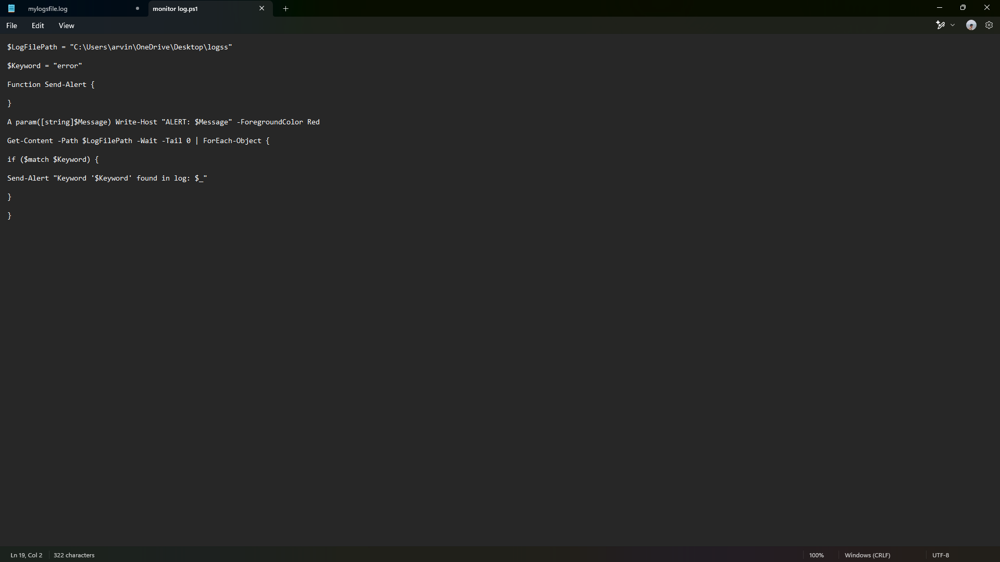 mylogsfile.log
monitor log.ps1
File Edit View
$LogFilePath = "C:\Users\arvin\OneDrive\Desktop\logss"
$Keyword = "error"
Function Send-Alert {
}
A param([string]$Message) Write-Host "ALERT: $Message" -ForegroundColor Red
Get-Content -Path $LogFilePath -Wait -Tail 0 | ForEach-Object {
if ($match $Keyword) {
Send-Alert "Keyword '$Keyword' found in log: $_"
}
}
Ln 19, Col 2 322 characters 100% Windows (CRLF) UTF-8